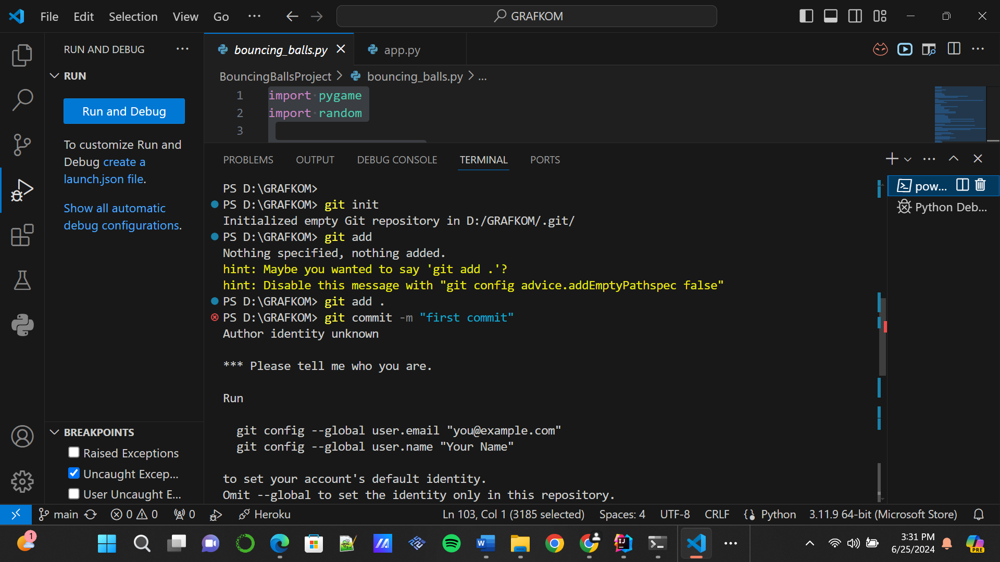 File Edit Selection View Go ...
GRAFKOM
RUN AND DEBUG ...
RUN
Run and Debug
To customize Run and
Debug create a
launch.json file.
Show all automatic
debug configurations.
BREAKPOINTS
Raised Exceptions
Uncaught Excep...
User Uncaught E...
bouncing_balls.py
app.py
BouncingBallsProject > bouncing_balls.py > ...
1 import pygame
2 import random
3
PROBLEMS OUTPUT DEBUG CONSOLE TERMINAL PORTS
PS D:\GRAFKOM>
PS D:\GRAFKOM> git init
Initialized empty Git repository in D:/GRAFKOM/.git/
PS D:\GRAFKOM> git add
Nothing specified, nothing added.
hint: Maybe you wanted to say 'git add .'?
hint: Disable this message with "git config advice.addEmptyPathspec false"
PS D:\GRAFKOM> git add .
PS D:\GRAFKOM> git commit -m "first commit"
Author identity unknown
*** Please tell me who you are.
Run
git config --global user.email "you@example.com"
git config --global user.name "Your Name"
to set your account's default identity.
Omit --global to set the identity only in this repository.
pow...
Python Deb...
main 0 0 0 Heroku
Ln 103, Col 1 (3185 selected) Spaces: 4 UTF-8 CRLF Python 3.11.9 64-bit (Microsoft Store)
1
W
IJ
3:31 PM
6/25/2024
PRE